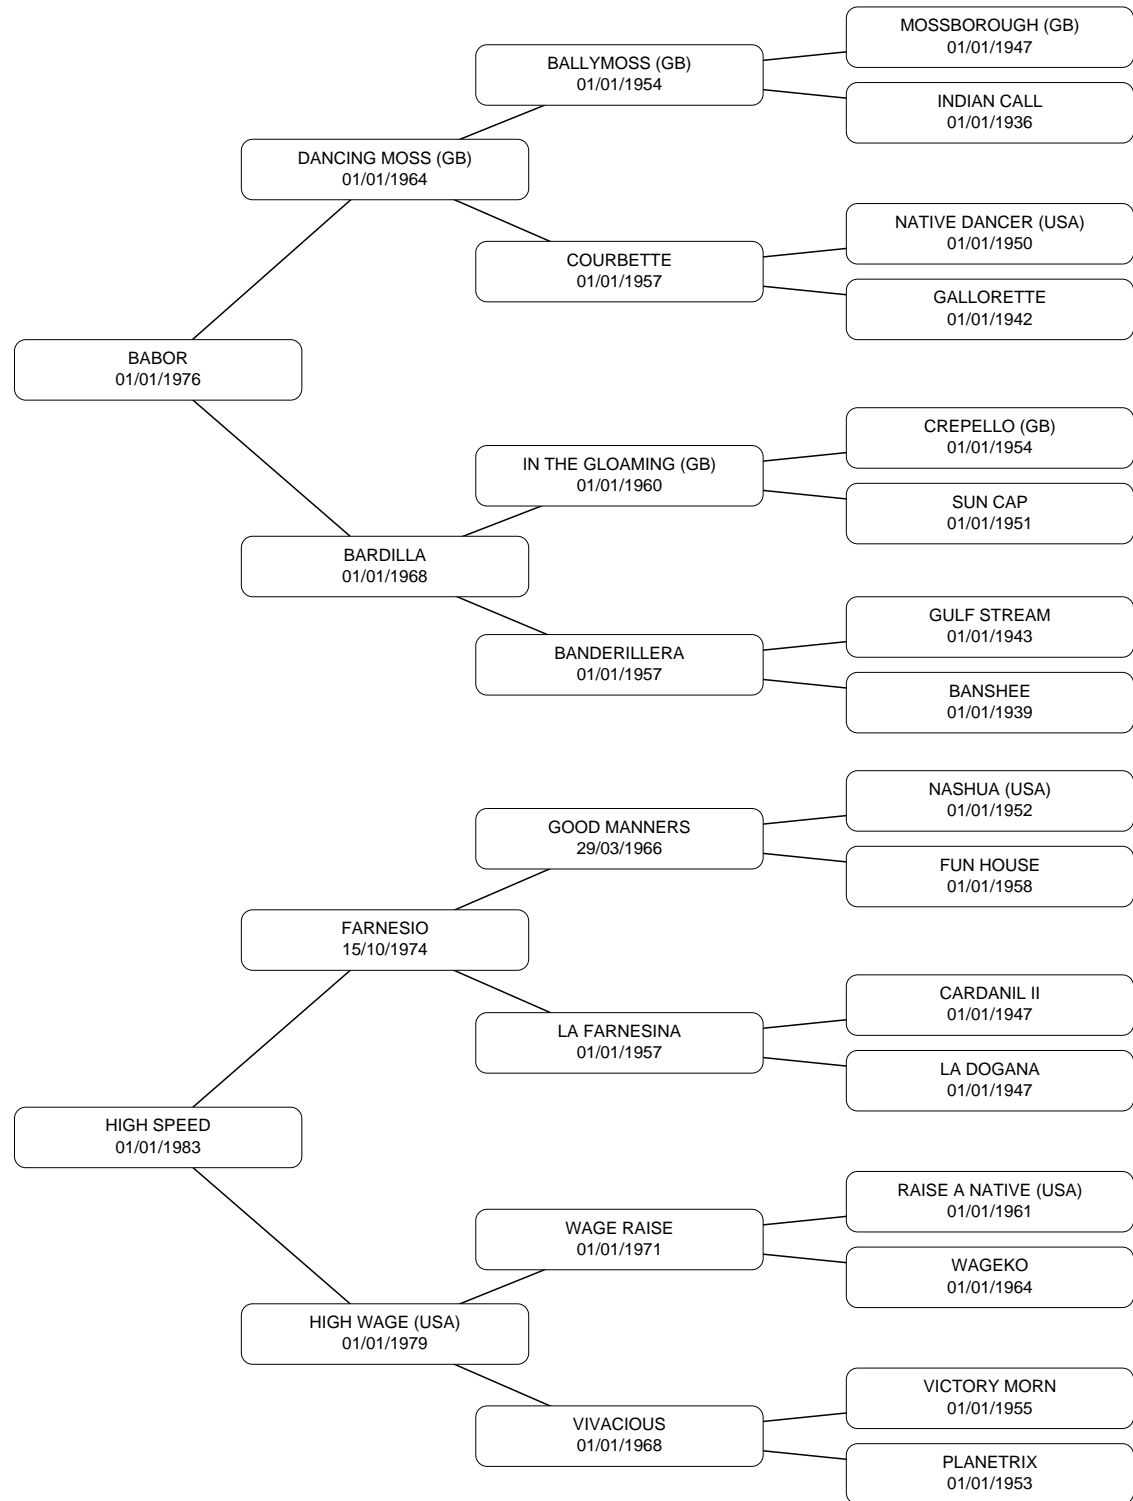 MOSSBOROUGH (GB)
01/01/1947
BALLYMOSS (GB)
01/01/1954
INDIAN CALL
01/01/1936
DANCING MOSS (GB)
01/01/1964
NATIVE DANCER (USA)
01/01/1950
COURBETTE
01/01/1957
GALLORETTE
01/01/1942
BABOR
01/01/1976
CREPELLO (GB)
01/01/1954
IN THE GLOAMING (GB)
01/01/1960
SUN CAP
01/01/1951
BARDILLA
01/01/1968
GULF STREAM
01/01/1943
BANDERILLERA
01/01/1957
BANSHEE
01/01/1939
NASHUA (USA)
01/01/1952
GOOD MANNERS
29/03/1966
FUN HOUSE
01/01/1958
FARNESIO
15/10/1974
CARDANIL II
01/01/1947
LA FARNESINA
01/01/1957
LA DOGANA
01/01/1947
HIGH SPEED
01/01/1983
RAISE A NATIVE (USA)
01/01/1961
WAGE RAISE
01/01/1971
WAGEKO
01/01/1964
HIGH WAGE (USA)
01/01/1979
VICTORY MORN
01/01/1955
VIVACIOUS
01/01/1968
PLANETRIX
01/01/1953